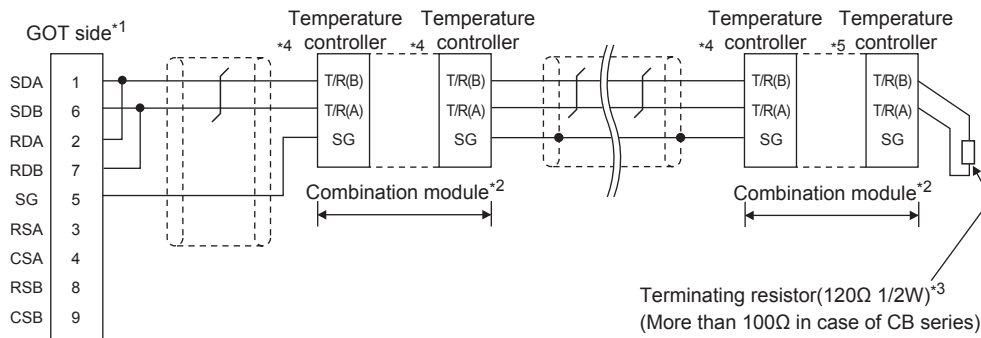 GOT side*1
*4 Temperature controller
*4 Temperature controller
*4 Temperature controller
*5 Temperature controller
SDA 1
SDB 6
RDA 2
RDB 7
SG 5
RSA 3
CSA 4
RSB 8
CSB 9
T/R(B) T/R(B) T/R(B) T/R(B)
T/R(A) T/R(A) T/R(A) T/R(A)
SG SG SG SG
Combination module*2
Combination module*2
Terminating resistor(120Ω 1/2W)*3
(More than 100Ω in case of CB series)